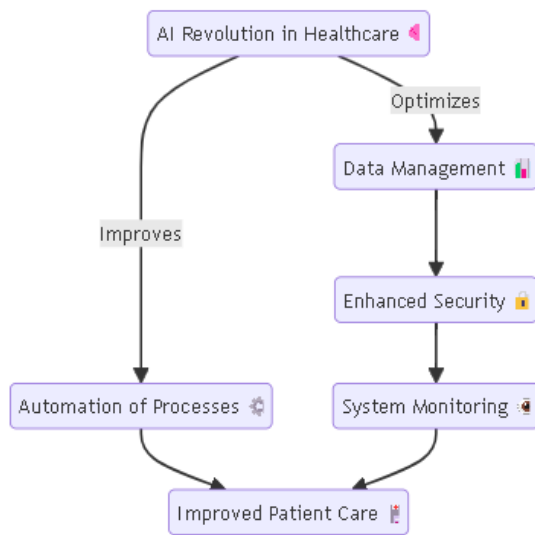 AI Revolution in Healthcare
Optimizes
Data Management
Improves
Enhanced Security
Automation of Processes
System Monitoring
Improved Patient Care